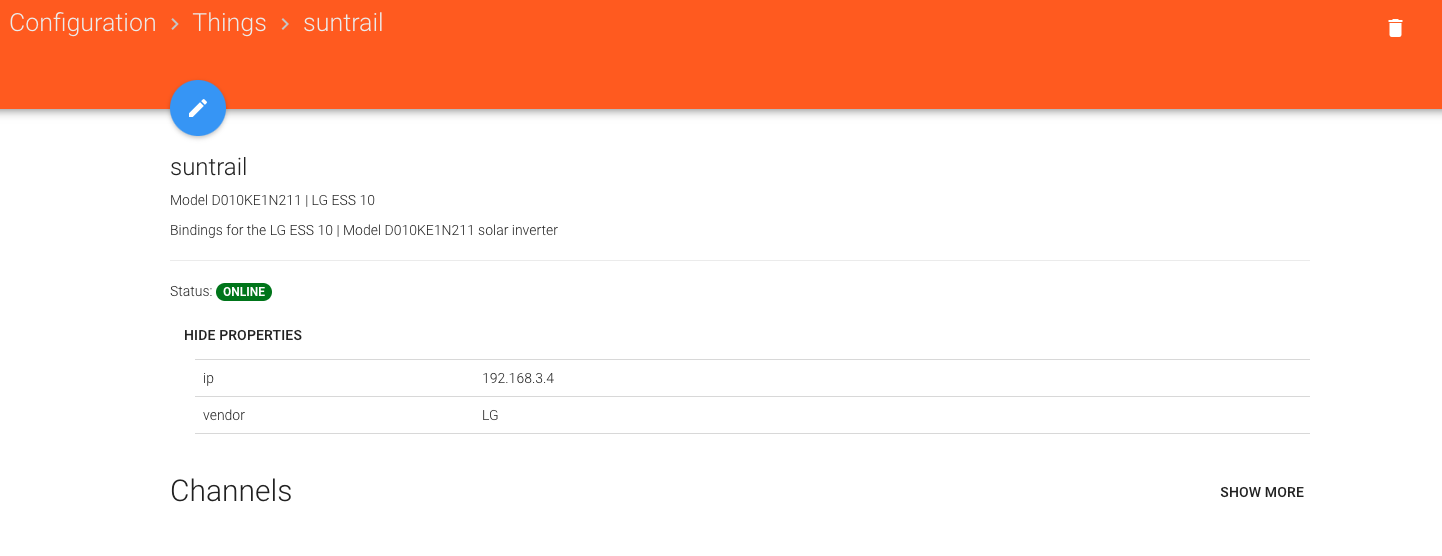 Configuration > Things > suntrail
suntrail
Model D010KE1N211 | LG ESS 10
Bindings for the LG ESS 10 | Model D010KE1N211 solar inverter
Status: ONLINE
HIDE PROPERTIES
ip 192.168.3.4
vendor LG
Channels SHOW MORE